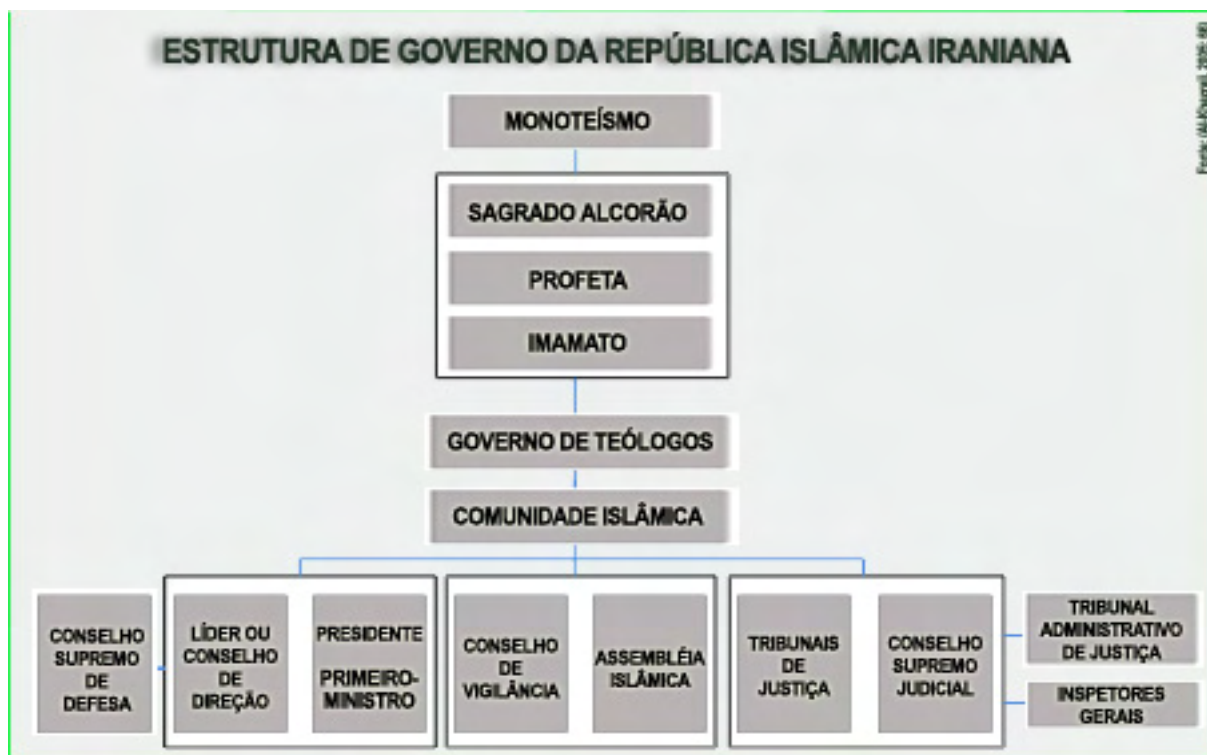 ESTRUTURA DE GOVERNO DA REPÚBLICA ISLÂMICA IRANIANA
MONOTEÍSMO
SAGRADO ALCORÃO
PROFETA
IMAMATO
GOVERNO DE TEÓLOGOS
COMUNIDADE ISLÂMICA
CONSELHO
SUPREMO
DE
DEFESA
LÍDER OU
CONSELHO
DE
DIREÇÃO
PRESIDENTE
PRIMEIRO-
MINISTRO
CONSELHO
DE
VIGILÂNCIA
ASSEMBLÉIA
ISLÂMICA
TRIBUNAIS
DE
JUSTIÇA
CONSELHO
SUPREMO
JUDICIAL
TRIBUNAL
ADMINISTRATIVO
DE JUSTIÇA
INSPETORES
GERAIS
Fonte: